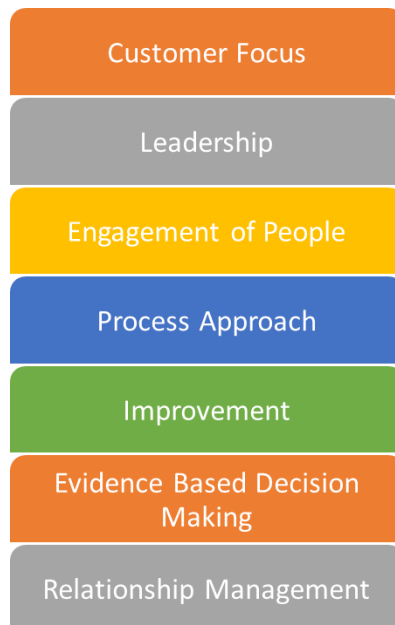 Customer Focus
Leadership
Engagement of People
Process Approach
Improvement
Evidence Based Decision
Making
Relationship Management